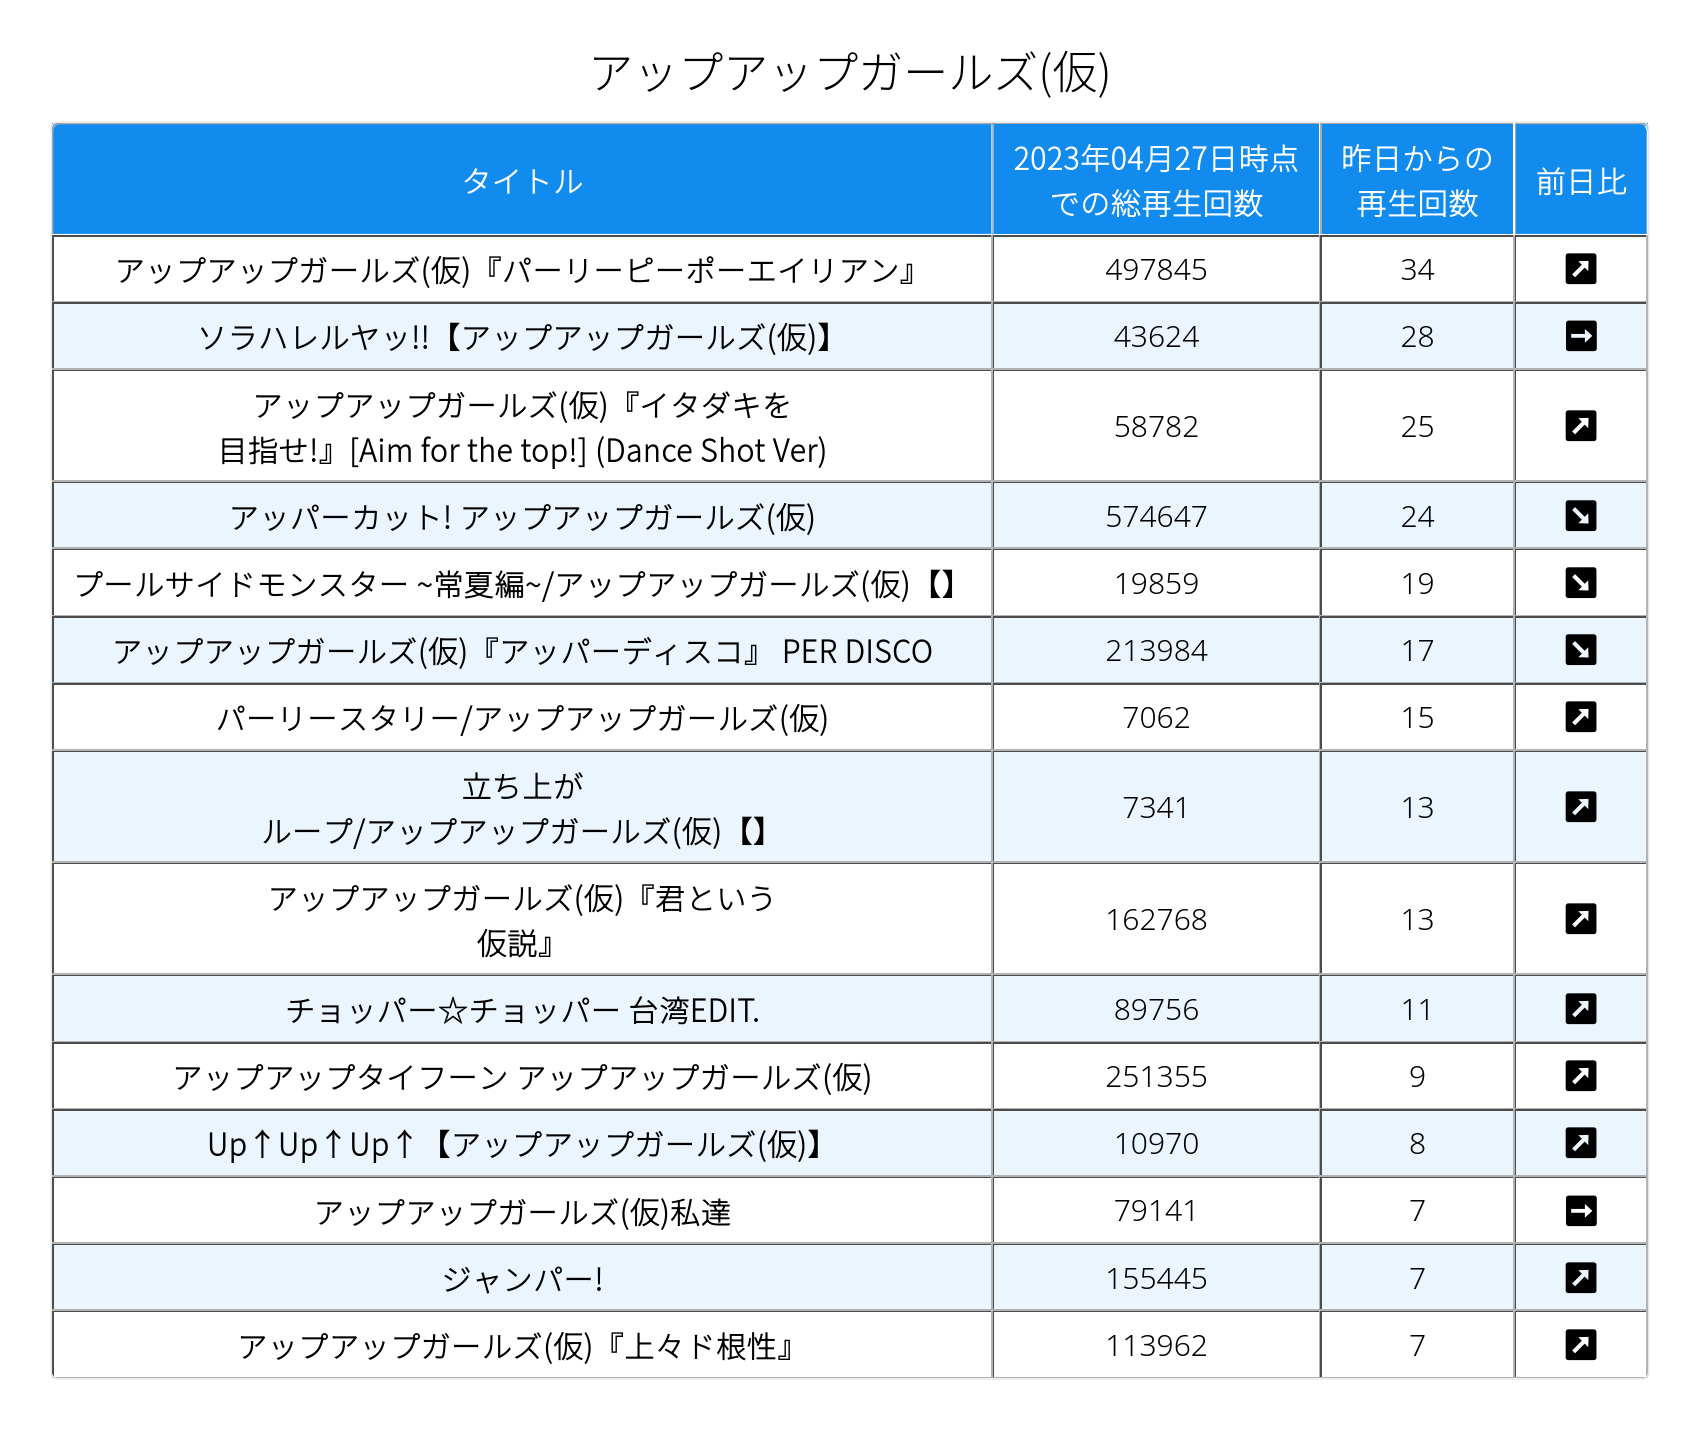 アップアップガールズ(仮)
タイトル
2023年04月27日時点
での総再生回数
昨日からの
再生回数
前日比
アップアップガールズ(仮)『パーリーピーポーエイリアン』 497845 34 ↗
ソラハレルヤッ!!【アップアップガールズ(仮)】 43624 28 →
アップアップガールズ(仮)『イタダキを
目指せ!』[Aim for the top!] (Dance Shot Ver) 58782 25 ↗
アッパーカット! アップアップガールズ(仮) 574647 24 ↘
プールサイドモンスター ~常夏編~/アップアップガールズ(仮)【】 19859 19 ↘
アップアップガールズ(仮)『アッパーディスコ』 PER DISCO 213984 17 ↘
パーリースタリー/アップアップガールズ(仮) 7062 15 ↗
立ち上が
ループ/アップアップガールズ(仮)【】 7341 13 ↗
アップアップガールズ(仮)『君という
仮説』 162768 13 ↗
チョッパー☆チョッパー 台湾EDIT. 89756 11 ↗
アップアップタイフーン アップアップガールズ(仮) 251355 9 ↗
Up↑Up↑Up↑【アップアップガールズ(仮)】 10970 8 ↗
アップアップガールズ(仮)私達 79141 7 →
ジャンパー! 155445 7 ↗
アップアップガールズ(仮)『上々ド根性』 113962 7 ↗